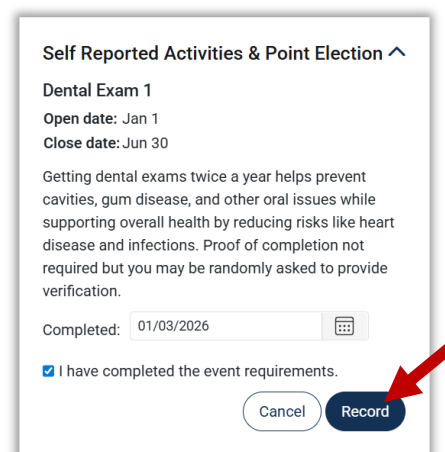 Self Reported Activities & Point Election
Dental Exam 1
Open date: Jan 1
Close date: Jun 30
Getting dental exams twice a year helps prevent
cavities, gum disease, and other oral issues while
supporting overall health by reducing risks like heart
disease and infections. Proof of completion not
required but you may be randomly asked to provide
verification.
Completed: 01/03/2026
I have completed the event requirements.
Cancel Record